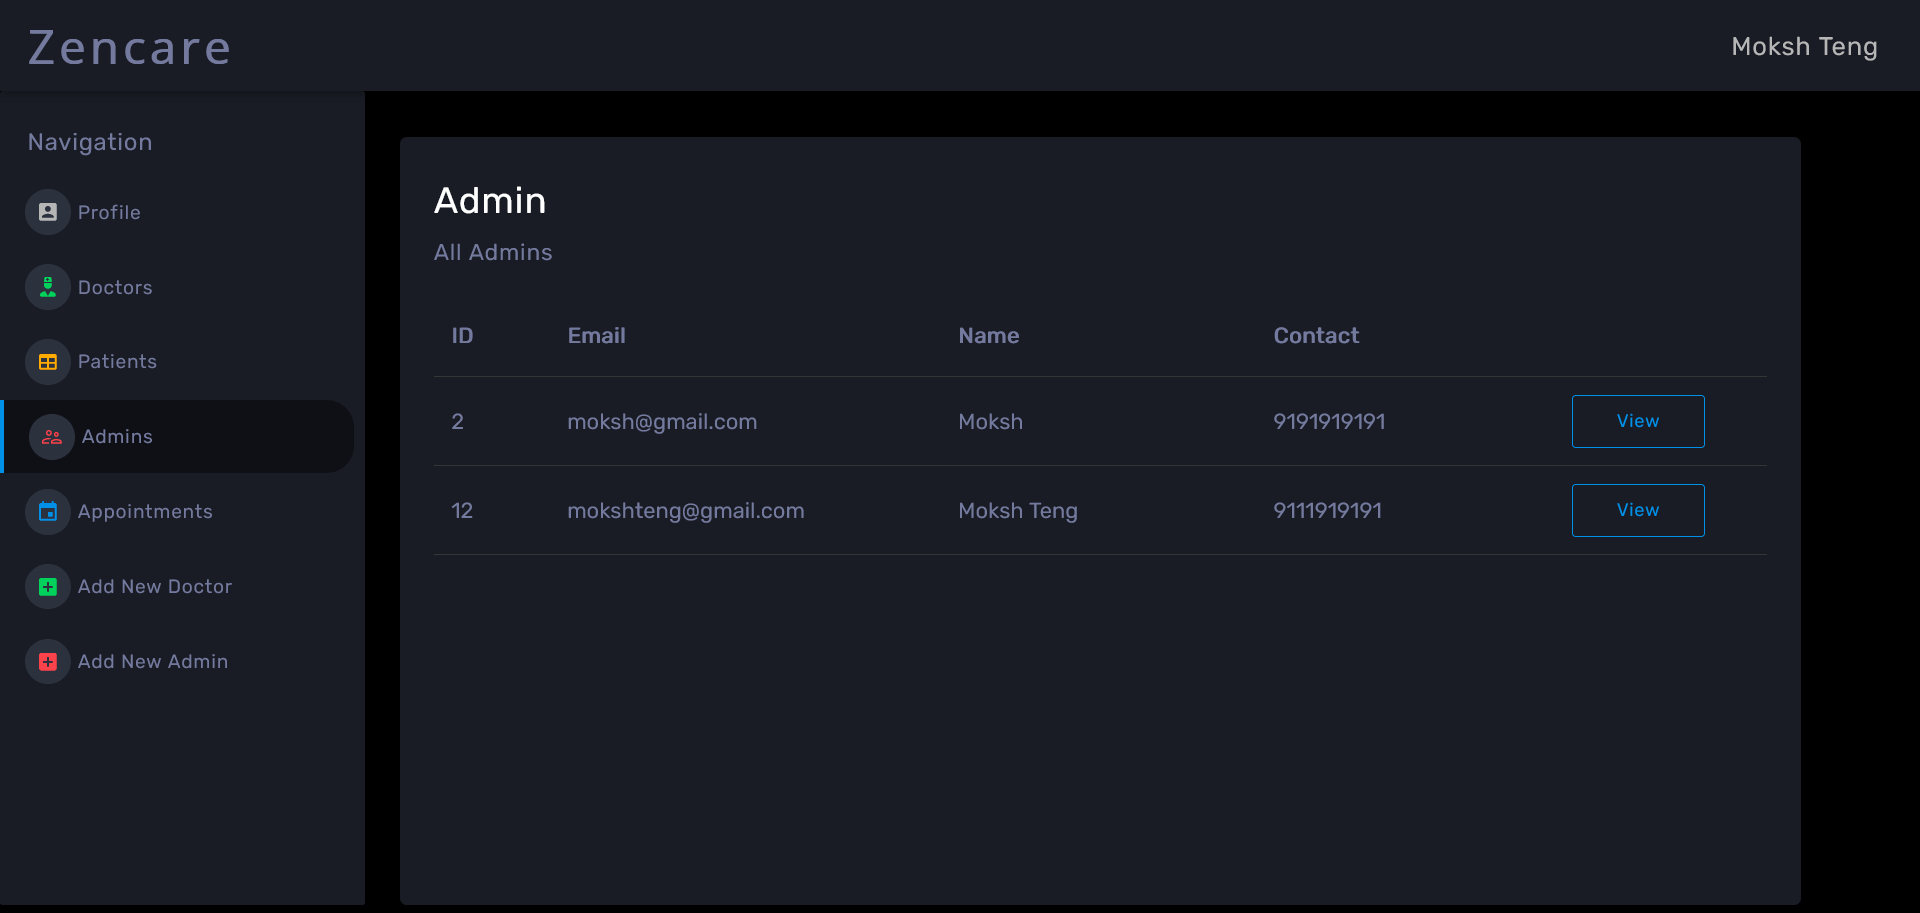 Zencare
Moksh Teng
Navigation
Profile
Doctors
Patients
Admins
Appointments
Add New Doctor
Add New Admin
Admin
All Admins
ID Email Name Contact
2 moksh@gmail.com Moksh 9191919191 View
12 mokshteng@gmail.com Moksh Teng 9111919191 View